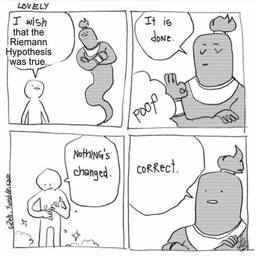 LOVELY
I wish
that the
Riemann
Hypothesis
was true.
It is
done.
POOF
NOTHING'S
changed.
CORRECT.